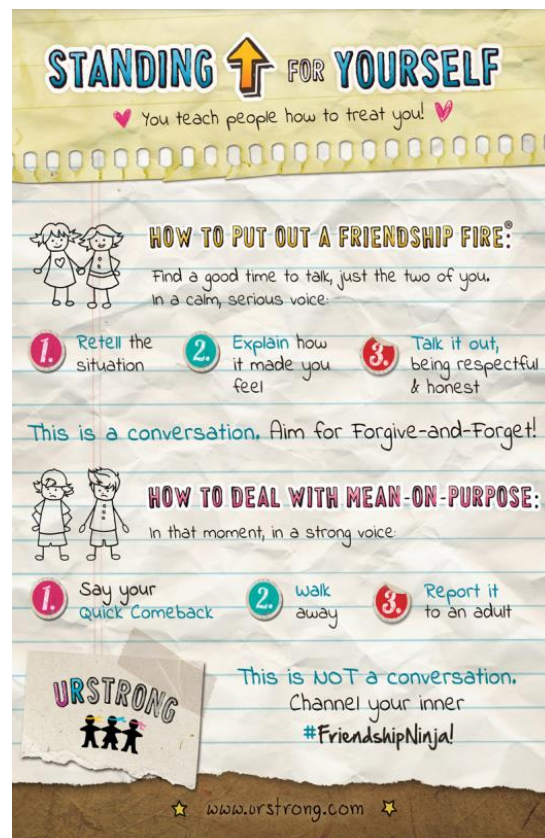 STANDING FOR YOURSELF
You teach people how to treat you!
HOW TO PUT OUT A FRIENDSHIP FIRE®:
Find a good time to talk, just the two of you.
In a calm, serious voice:
1. Retell the
situation
2. Explain how
it made you
feel
3. Talk it out,
being respectful
& honest
This is a conversation. Aim for Forgive-and-Forget!
HOW TO DEAL WITH MEAN-ON-PURPOSE:
In that moment, in a strong voice:
1. Say your
Quick Comeback
2. Walk
away
3. Report it
to an adult
URSTRONG
This is NOT a conversation.
Channel your inner
#FriendshipNinja!
www.urstrong.com